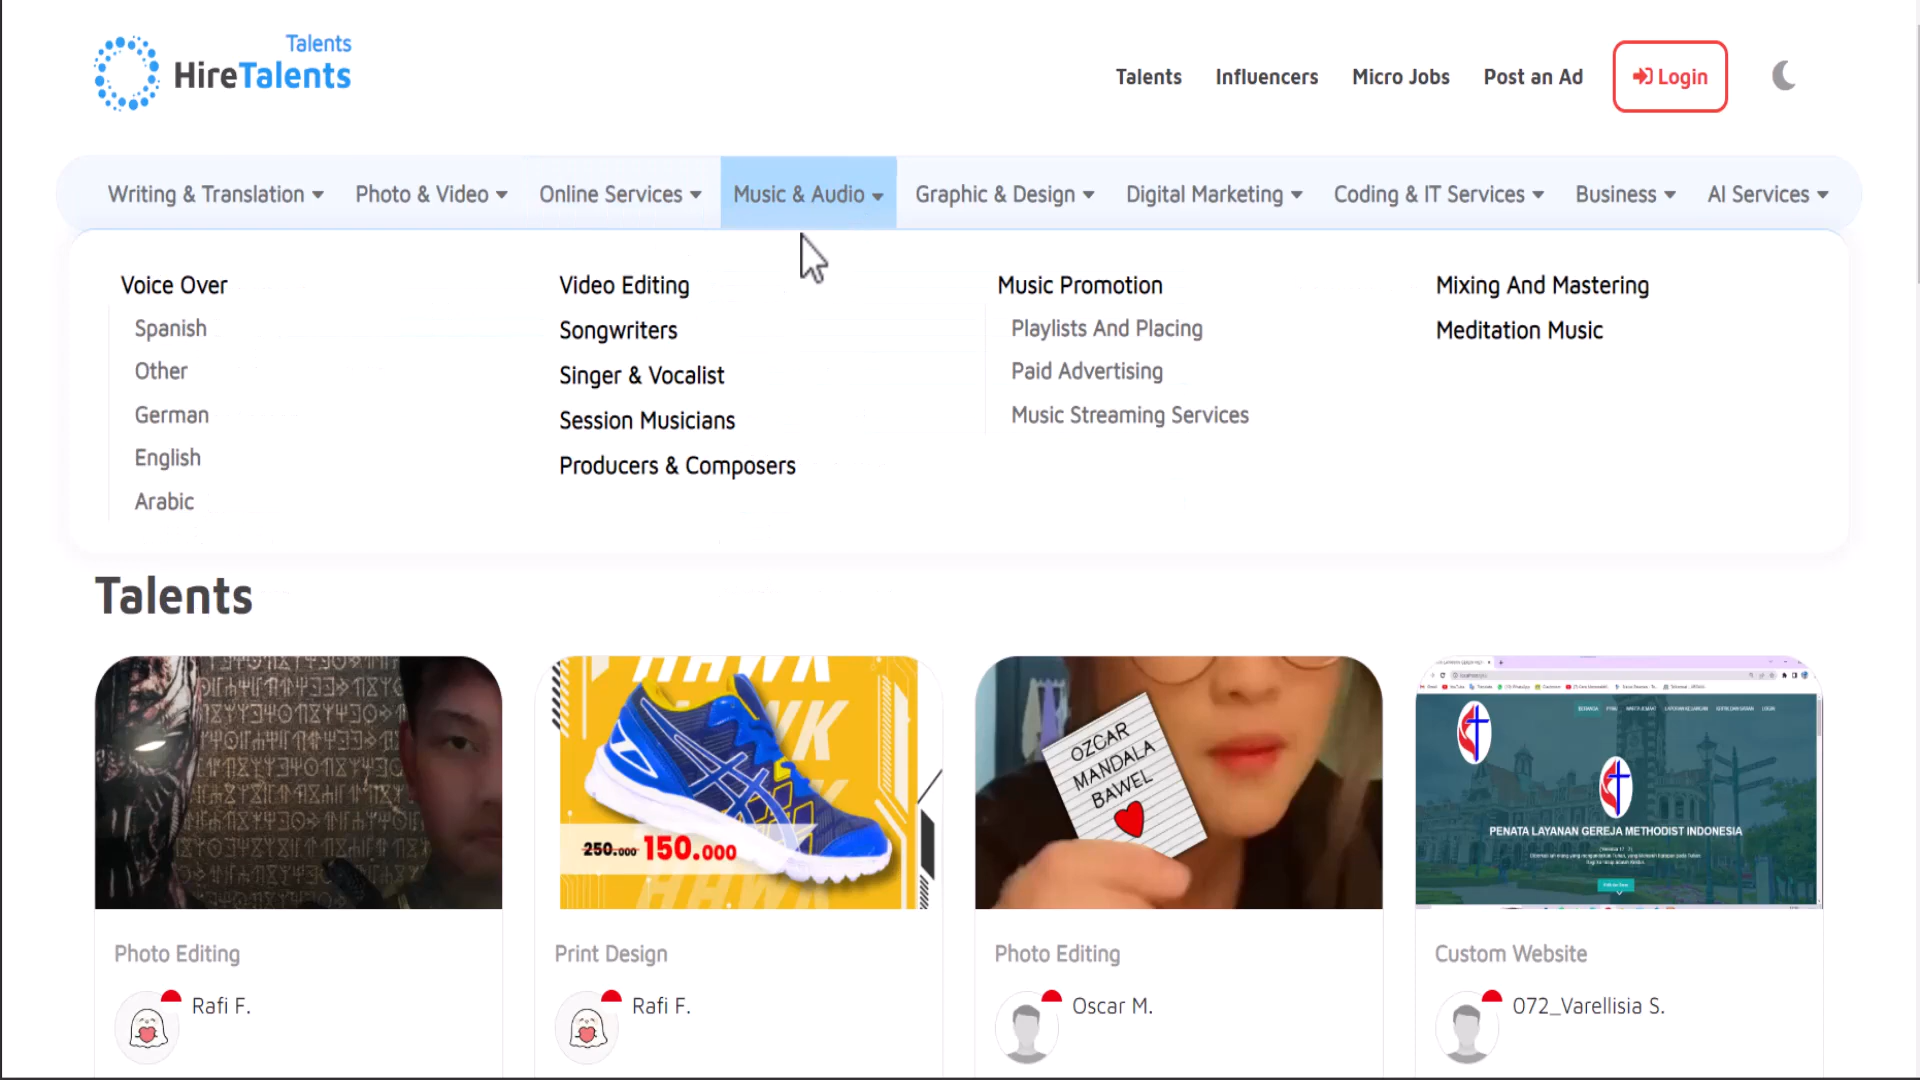 Talents
HireTalents
Talents
Influencers
Micro Jobs
Post an Ad
Login
Writing & Translation
Photo & Video
Online Services
Music & Audio
Graphic & Design
Digital Marketing
Coding & IT Services
Business
AI Services
Voice Over
Spanish
Other
German
English
Arabic
Video Editing
Songwriters
Singer & Vocalist
Session Musicians
Producers & Composers
Music Promotion
Playlists And Placing
Paid Advertising
Music Streaming Services
Mixing And Mastering
Meditation Music
Talents
HAWK
HAWK
250.000 150.000
OZCAR
MANDALA
BAWEL
PENATA LAYANAN GEREJA METHODIST INDONESIA
Photo Editing
Rafi F.
Print Design
Rafi F.
Photo Editing
Oscar M.
Custom Website
072_Varellisia S.